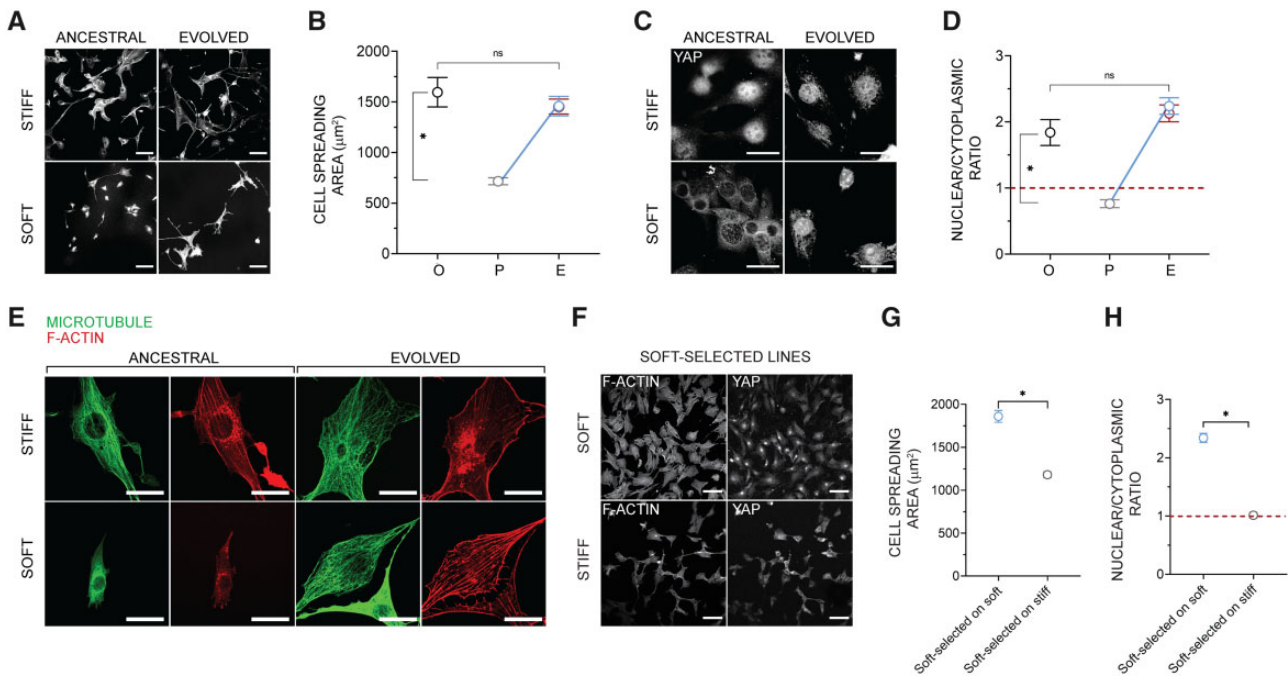 A
ANCESTRAL EVOLVED
STIFF
SOFT
B
CELL SPREADING
AREA (μm²)
2000
1500
1000
500
0
ns
*
O P E
C
ANCESTRAL EVOLVED
YAP
STIFF
SOFT
D
NUCLEAR/CYTOPLASMIC
RATIO
3
2
1
0
ns
*
O P E
E
MICROTUBULE
F-ACTIN
ANCESTRAL EVOLVED
STIFF
SOFT
F
SOFT-SELECTED LINES
F-ACTIN YAP
SOFT
F-ACTIN YAP
STIFF
G
CELL SPREADING
AREA (μm²)
2000
1500
1000
500
0
*
Soft-selected on soft
Soft-selected on stiff
H
NUCLEAR/CYTOPLASMIC
RATIO
3
2
1
0
*
Soft-selected on soft
Soft-selected on stiff